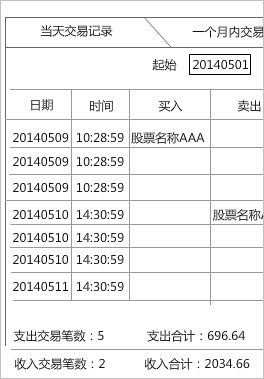 当天交易记录 一个月内交易
起始 20140501
日期 时间 买入 卖出
20140509 10:28:59 股票名称AAA
20140509 10:28:59
20140509 10:28:59
20140510 14:30:59 股票名称A
20140510 14:30:59
20140510 14:30:59
20140511 14:30:59
支出交易笔数：5 支出合计：696.64
收入交易笔数：2 收入合计：2034.66